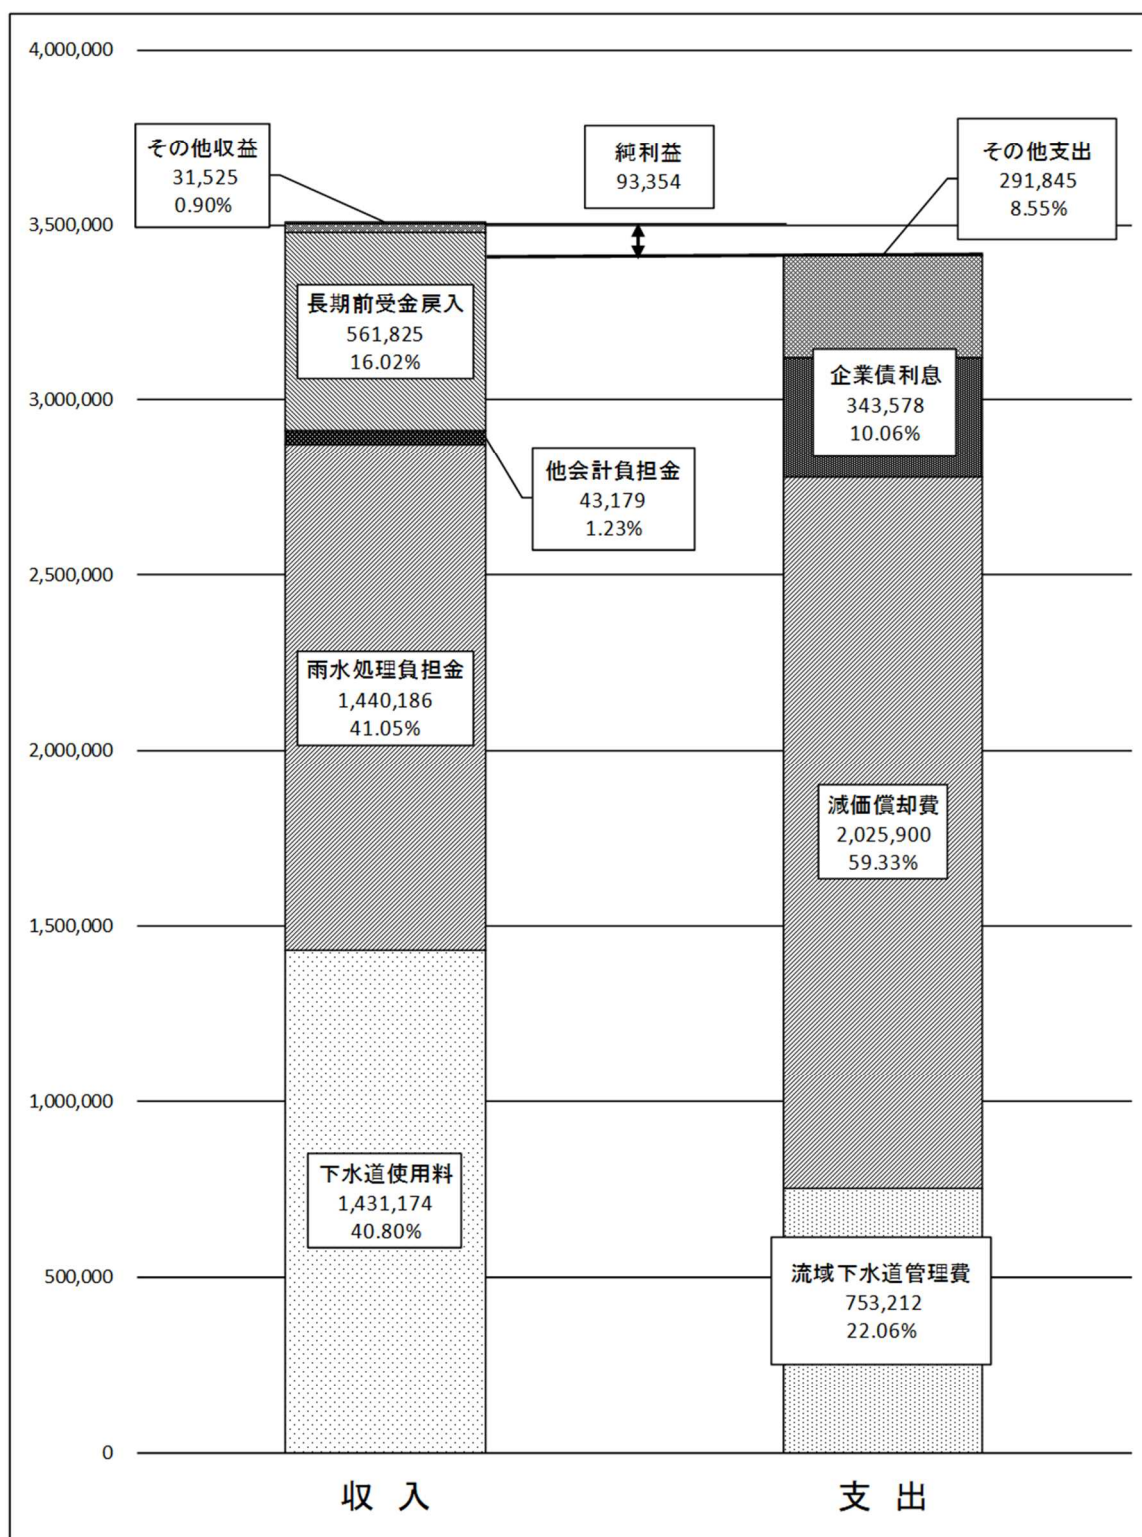 4,000,000
3,500,000
3,000,000
2,500,000
2,000,000
1,500,000
1,000,000
500,000
0
その他収益
31,525
0.90%
純利益
93,354
その他支出
291,845
8.55%
長期前受金戻入
561,825
16.02%
企業債利息
343,578
10.06%
他会計負担金
43,179
1.23%
雨水処理負担金
1,440,186
41.05%
減価償却費
2,025,900
59.33%
下水道使用料
1,431,174
40.80%
流域下水道管理費
753,212
22.06%
収 入
支 出